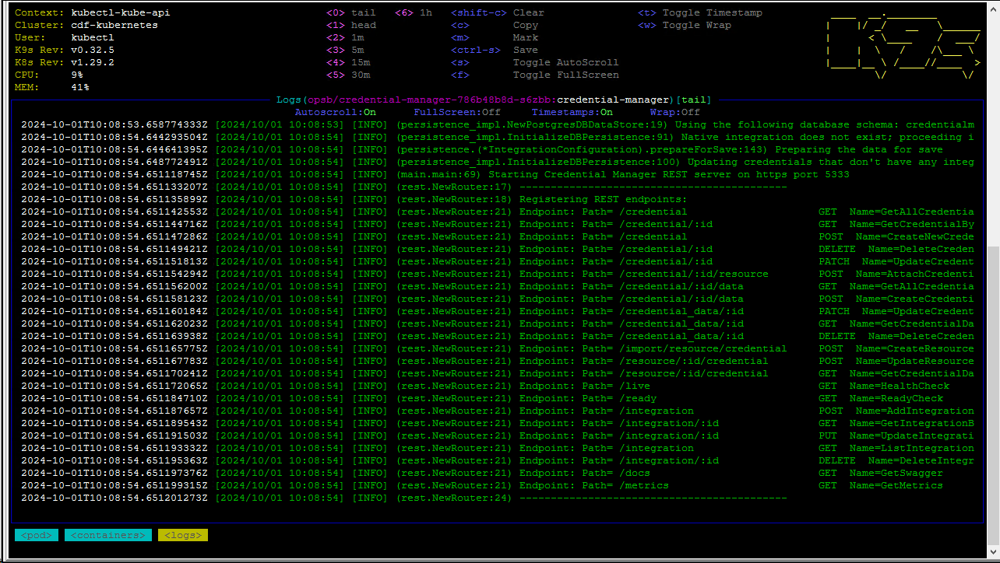 Context: kubectl-kube-api <0> tail <6> 1h <shift-c> Clear <t> Toggle Timestamp
Cluster: cdf-kubernetes <1> head <c> Copy <w> Toggle Wrap
User: kubectl <2> 1m <m> Mark
K9s Rev: v0.32.5 <3> 5m <ctrl-s> Save
K8s Rev: v1.29.2 <4> 15m <s> Toggle AutoScroll
CPU: 9% <5> 30m <f> Toggle FullScreen
MEM: 41%
K9s
Logs(opsb/credential-manager-786b48b8d-s6zbb:credential-manager)[tail]
Autoscroll:On FullScreen:Off Timestamps:On Wrap:Off
2024-10-01T10:08:53.658774333Z [2024/10/01 10:08:53] [INFO] (persistence_impl.NewPostgresDBDataStore:19) Using the following database schema: credentialm
2024-10-01T10:08:54.644293504Z [2024/10/01 10:08:54] [INFO] (persistence_impl.InitializeDBPersistence:91) Native integration does not exist; proceeding i
2024-10-01T10:08:54.646461395Z [2024/10/01 10:08:54] [INFO] (persistence.(*IntegrationConfiguration).prepareForSave:143) Preparing the data for save
2024-10-01T10:08:54.648772491Z [2024/10/01 10:08:54] [INFO] (persistence_impl.InitializeDBPersistence:100) Updating credentials that don't have any integ
2024-10-01T10:08:54.651118745Z [2024/10/01 10:08:54] [INFO] (main.main:69) Starting Credential Manager REST server on https port 5333
2024-10-01T10:08:54.651133207Z [2024/10/01 10:08:54] [INFO] (rest.NewRouter:17) -------------------------------------------
2024-10-01T10:08:54.651135899Z [2024/10/01 10:08:54] [INFO] (rest.NewRouter:18) Registering REST endpoints:
2024-10-01T10:08:54.651142553Z [2024/10/01 10:08:54] [INFO] (rest.NewRouter:21) Endpoint: Path= /credential GET Name=GetAllCredentia
2024-10-01T10:08:54.651144716Z [2024/10/01 10:08:54] [INFO] (rest.NewRouter:21) Endpoint: Path= /credential/:id GET Name=GetCredentialBy
2024-10-01T10:08:54.651147286Z [2024/10/01 10:08:54] [INFO] (rest.NewRouter:21) Endpoint: Path= /credential POST Name=CreateNewCrede
2024-10-01T10:08:54.651149421Z [2024/10/01 10:08:54] [INFO] (rest.NewRouter:21) Endpoint: Path= /credential/:id DELETE Name=DeleteCreden
2024-10-01T10:08:54.651151813Z [2024/10/01 10:08:54] [INFO] (rest.NewRouter:21) Endpoint: Path= /credential/:id PATCH Name=UpdateCredent
2024-10-01T10:08:54.651154294Z [2024/10/01 10:08:54] [INFO] (rest.NewRouter:21) Endpoint: Path= /credential/:id/resource POST Name=AttachCredenti
2024-10-01T10:08:54.651156200Z [2024/10/01 10:08:54] [INFO] (rest.NewRouter:21) Endpoint: Path= /credential/:id/data GET Name=GetAllCredentia
2024-10-01T10:08:54.651158123Z [2024/10/01 10:08:54] [INFO] (rest.NewRouter:21) Endpoint: Path= /credential/:id/data POST Name=CreateCredenti
2024-10-01T10:08:54.651160184Z [2024/10/01 10:08:54] [INFO] (rest.NewRouter:21) Endpoint: Path= /credential_data/:id PATCH Name=UpdateCredent
2024-10-01T10:08:54.651162023Z [2024/10/01 10:08:54] [INFO] (rest.NewRouter:21) Endpoint: Path= /credential_data/:id GET Name=GetCredentialDa
2024-10-01T10:08:54.651163938Z [2024/10/01 10:08:54] [INFO] (rest.NewRouter:21) Endpoint: Path= /credential_data/:id DELETE Name=DeleteCreden
2024-10-01T10:08:54.651165775Z [2024/10/01 10:08:54] [INFO] (rest.NewRouter:21) Endpoint: Path= /import/resource/credential POST Name=CreateResource
2024-10-01T10:08:54.651167783Z [2024/10/01 10:08:54] [INFO] (rest.NewRouter:21) Endpoint: Path= /resource/:id/credential POST Name=UpdateResource
2024-10-01T10:08:54.651170241Z [2024/10/01 10:08:54] [INFO] (rest.NewRouter:21) Endpoint: Path= /resource/:id/credential GET Name=GetCredentialDa
2024-10-01T10:08:54.651172065Z [2024/10/01 10:08:54] [INFO] (rest.NewRouter:21) Endpoint: Path= /live GET Name=HealthCheck
2024-10-01T10:08:54.651184710Z [2024/10/01 10:08:54] [INFO] (rest.NewRouter:21) Endpoint: Path= /ready GET Name=ReadyCheck
2024-10-01T10:08:54.651187657Z [2024/10/01 10:08:54] [INFO] (rest.NewRouter:21) Endpoint: Path= /integration POST Name=AddIntegration
2024-10-01T10:08:54.651189543Z [2024/10/01 10:08:54] [INFO] (rest.NewRouter:21) Endpoint: Path= /integration/:id GET Name=GetIntegrationB
2024-10-01T10:08:54.651191503Z [2024/10/01 10:08:54] [INFO] (rest.NewRouter:21) Endpoint: Path= /integration/:id PUT Name=UpdateIntegrati
2024-10-01T10:08:54.651193332Z [2024/10/01 10:08:54] [INFO] (rest.NewRouter:21) Endpoint: Path= /integration GET Name=ListIntegration
2024-10-01T10:08:54.651195363Z [2024/10/01 10:08:54] [INFO] (rest.NewRouter:21) Endpoint: Path= /integration/:id DELETE Name=DeleteIntegr
2024-10-01T10:08:54.651197376Z [2024/10/01 10:08:54] [INFO] (rest.NewRouter:21) Endpoint: Path= /docs GET Name=GetSwagger
2024-10-01T10:08:54.651199315Z [2024/10/01 10:08:54] [INFO] (rest.NewRouter:21) Endpoint: Path= /metrics GET Name=GetMetrics
2024-10-01T10:08:54.651201273Z [2024/10/01 10:08:54] [INFO] (rest.NewRouter:24) -------------------------------------------
<pod> <containers> <logs>